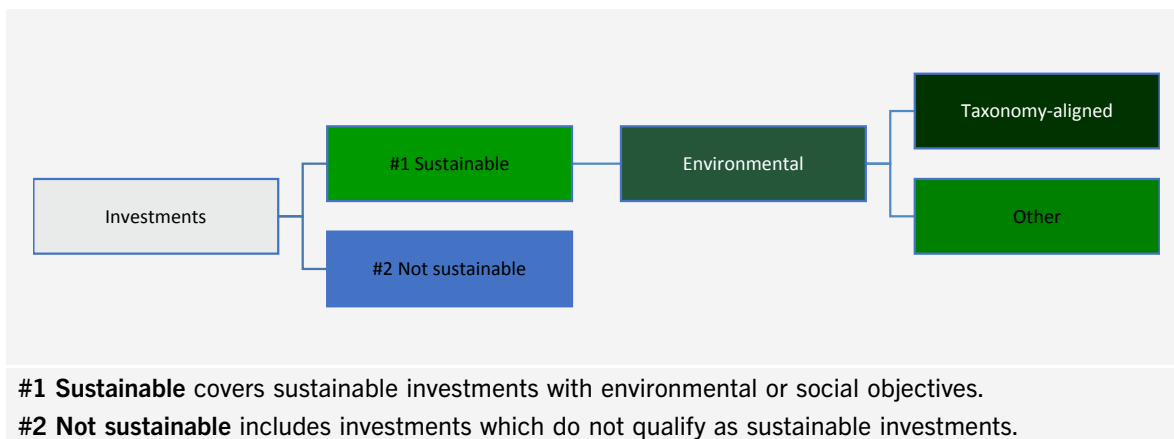 Taxonomy-aligned
#1 Sustainable
Environmental
Investments
Other
#2 Not sustainable
#1 Sustainable covers sustainable investments with environmental or social objectives.
#2 Not sustainable includes investments which do not qualify as sustainable investments.